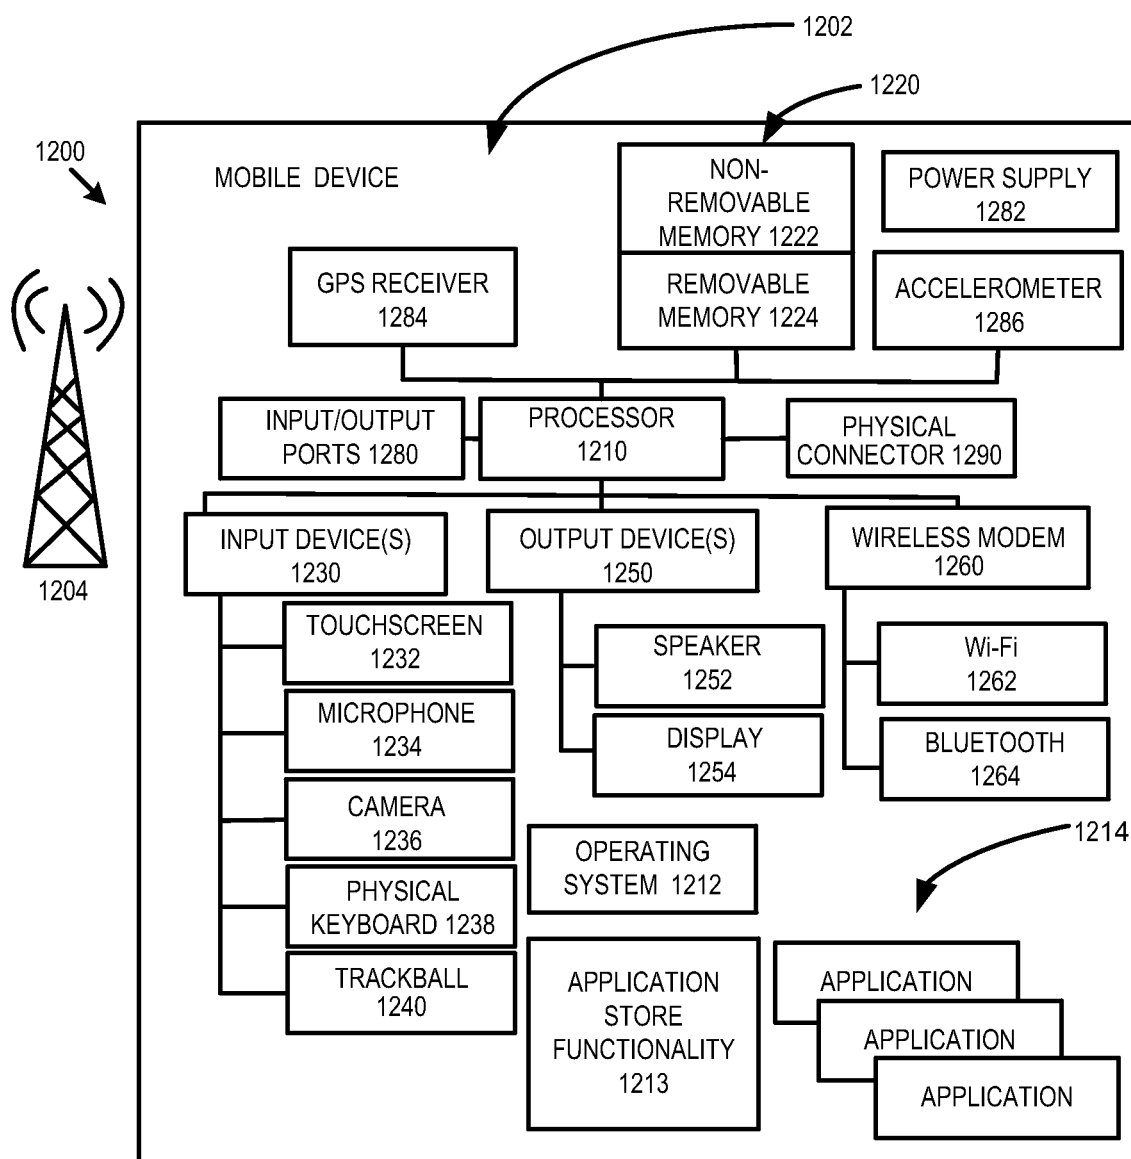 1202
1220
1200
MOBILE DEVICE
NON-
REMOVABLE
MEMORY 1222
POWER SUPPLY
1282
GPS RECEIVER
1284
REMOVABLE
MEMORY 1224
ACCELEROMETER
1286
INPUT/OUTPUT
PORTS 1280
PROCESSOR
1210
PHYSICAL
CONNECTOR 1290
1204
INPUT DEVICE(S)
1230
OUTPUT DEVICE(S)
1250
WIRELESS MODEM
1260
TOUCHSCREEN
1232
MICROPHONE
1234
CAMERA
1236
PHYSICAL
KEYBOARD 1238
TRACKBALL
1240
SPEAKER
1252
DISPLAY
1254
Wi-Fi
1262
BLUETOOTH
1264
OPERATING
SYSTEM 1212
1214
APPLICATION
STORE
FUNCTIONALITY
1213
APPLICATION
APPLICATION
APPLICATION